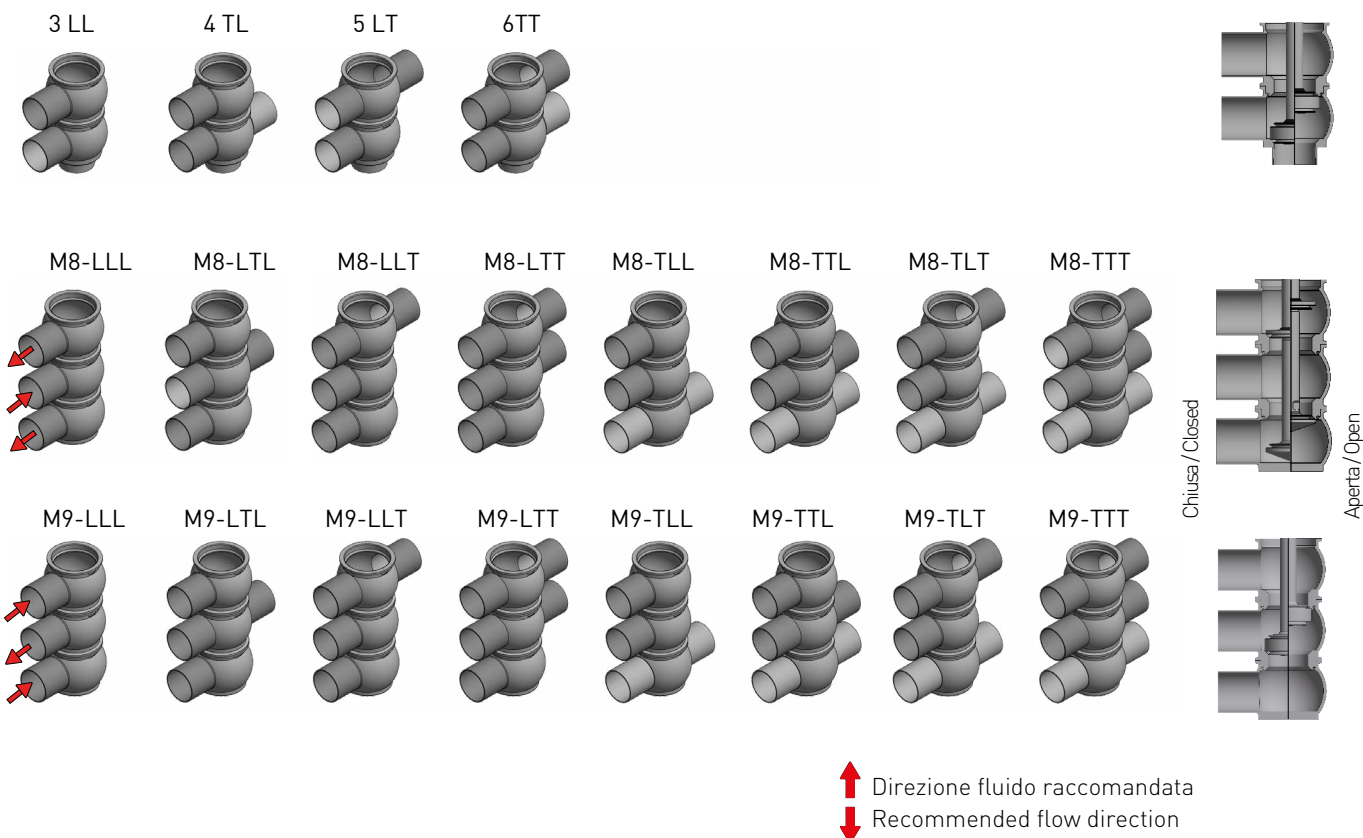 3 LL
4 TL
5 LT
6TT
M8-LLL
M8-LTL
M8-LLT
M8-LTT
M8-TLL
M8-TTL
M8-TLT
M8-TTT
Chiusa / Closed
Aperta / Open
M9-LLL
M9-LTL
M9-LLT
M9-LTT
M9-TLL
M9-TTL
M9-TLT
M9-TTT
Direzione fluido raccomandata
Recommended flow direction